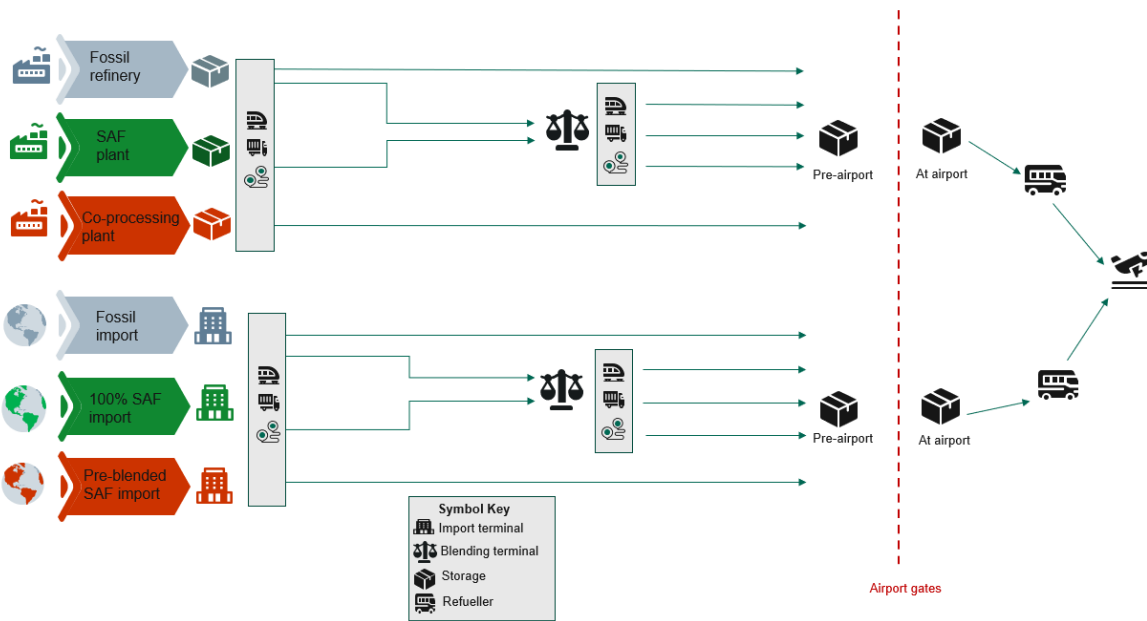 Fossil
refinery
SAF
plant
Co-processing
plant
Pre-airport
At airport
Fossil
import
100% SAF
import
Pre-blended
SAF import
Pre-airport
At airport
Symbol Key
Import terminal
Blending terminal
Storage
Refueller
Airport gates